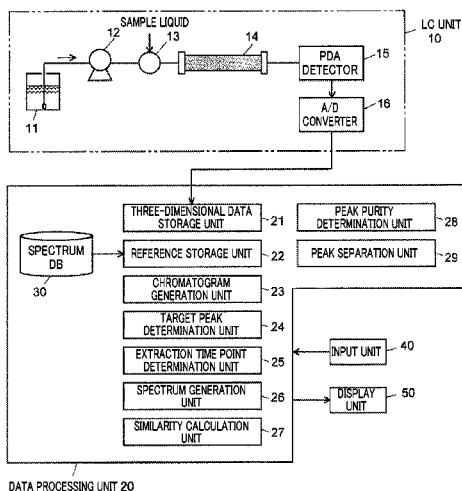 SAMPLE LIQUID
LC UNIT
10
12
13
14
15
PDA
DETECTOR
16
A/D
CONVERTER
11
THREE-DIMENSIONAL DATA
STORAGE UNIT
21
PEAK PURITY
DETERMINATION UNIT
28
SPECTRUM
DB
30
REFERENCE STORAGE UNIT
22
PEAK SEPARATION UNIT
29
CHROMATOGRAM
GENERATION UNIT
23
TARGET PEAK
DETERMINATION UNIT
24
EXTRACTION TIME POINT
DETERMINATION UNIT
25
INPUT UNIT
40
SPECTRUM GENERATION
UNIT
26
DISPLAY
UNIT
50
SIMILARITY CALCULATION
UNIT
27
DATA PROCESSING UNIT 20